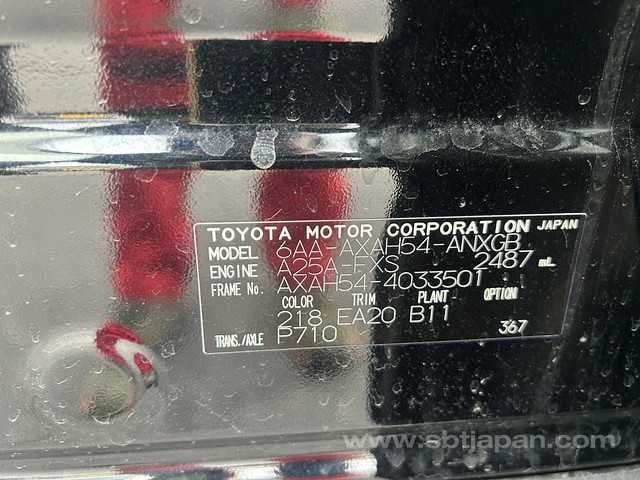 TOYOTA MOTOR CORPORATION JAPAN
MODEL 6AA-AXAH54-ANXGB
ENGINE A25A-FXS 2487 mL
FRAME No. AXAH54-4033501
COLOR TRIM PLANT OPTION
218 EA20 B11
TRANS./AXLE P710 367
www.sbtjapan.com